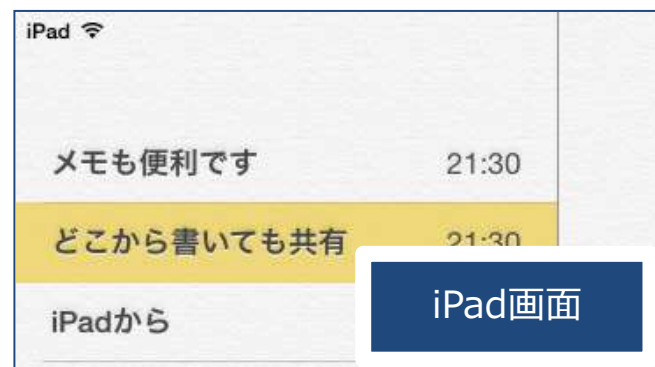 iPad
メモも便利です 21:30
どこから書いても共有 21:30
iPadから
iPad画面